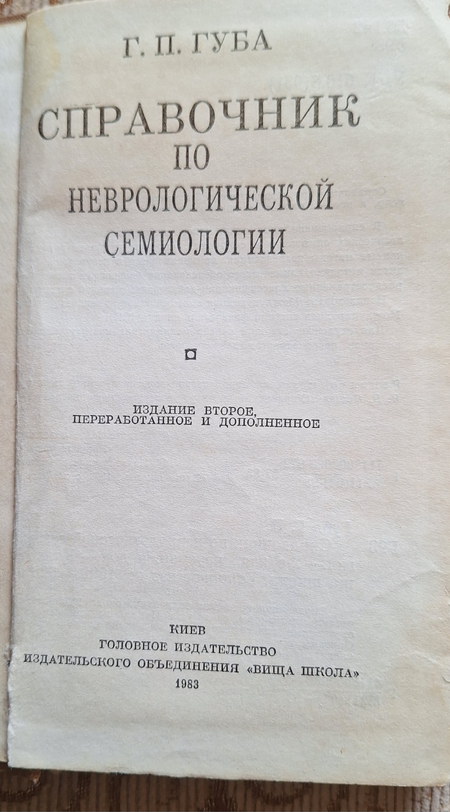 Г. П. ГУБА
СПРАВОЧНИК
ПО
НЕВРОЛОГИЧЕСКОЙ
СЕМИОЛОГИИ
ИЗДАНИЕ ВТОРОЕ,
ПЕРЕРАБОТАННОЕ И ДОПОЛНЕННОЕ
КИЕВ
ГОЛОВНОЕ ИЗДАТЕЛЬСТВО
ИЗДАТЕЛЬСКОГО ОБЪЕДИНЕНИЯ «ВИЩА ШКОЛА»
1983